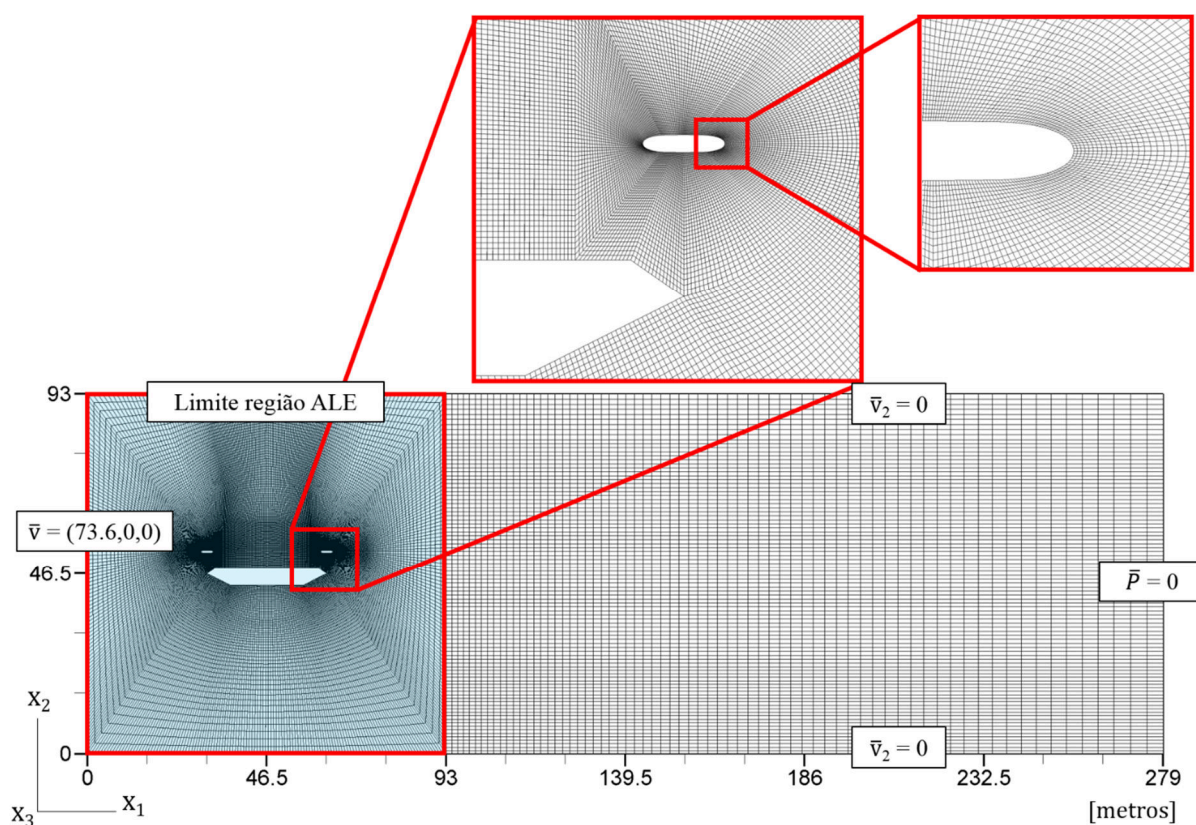 93
Limite região ALE
v̄₂ = 0
v̄ = (73.6,0,0)
46.5
P̄ = 0
x₂
0
v̄₂ = 0
0
46.5
93
139.5
186
232.5
279
x₃
x₁
[metros]